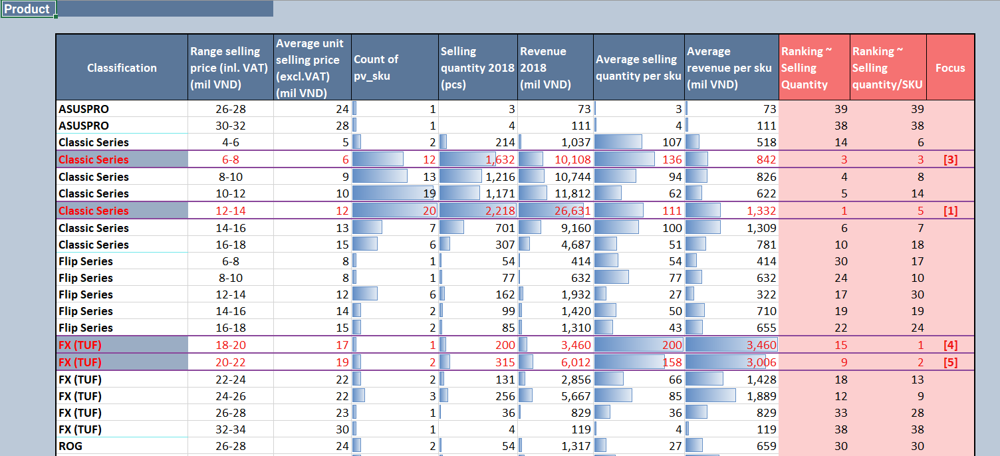 Product
Classification | Range selling price (inl. VAT) (mil VND) | Average unit selling price (excl.VAT) (mil VND) | Count of pv_sku | Selling quantity 2018 (pcs) | Revenue 2018 (mil VND) | Average selling quantity per sku | Average revenue per sku (mil VND) | Ranking ~ Selling Quantity | Ranking ~ Selling quantity/SKU | Focus
ASUSPRO 26-28 24 1 3 73 3 73 39 39
ASUSPRO 30-32 28 1 4 111 4 111 38 38
Classic Series 4-6 5 2 214 1,037 107 518 14 6
Classic Series 6-8 6 12 1,632 10,108 136 842 3 3 [3]
Classic Series 8-10 9 13 1,216 10,744 94 826 4 8
Classic Series 10-12 10 19 1,171 11,812 62 622 5 14
Classic Series 12-14 12 20 2,218 26,631 111 1,332 1 5 [1]
Classic Series 14-16 13 7 701 9,160 100 1,309 6 7
Classic Series 16-18 15 6 307 4,687 51 781 10 18
Flip Series 6-8 8 1 54 414 54 414 30 17
Flip Series 8-10 8 1 77 632 77 632 24 10
Flip Series 12-14 12 6 162 1,932 27 322 17 30
Flip Series 14-16 14 2 99 1,420 50 710 19 19
Flip Series 16-18 15 2 85 1,310 43 655 22 24
FX (TUF) 18-20 17 1 200 3,460 200 3,460 15 1 [4]
FX (TUF) 20-22 19 2 315 6,012 158 3,006 9 2 [5]
FX (TUF) 22-24 22 2 131 2,856 66 1,428 18 13
FX (TUF) 24-26 22 3 256 5,667 85 1,889 12 9
FX (TUF) 26-28 23 1 36 829 36 829 33 28
FX (TUF) 32-34 30 1 4 119 4 119 38 38
ROG 26-28 24 2 54 1,317 27 659 30 30